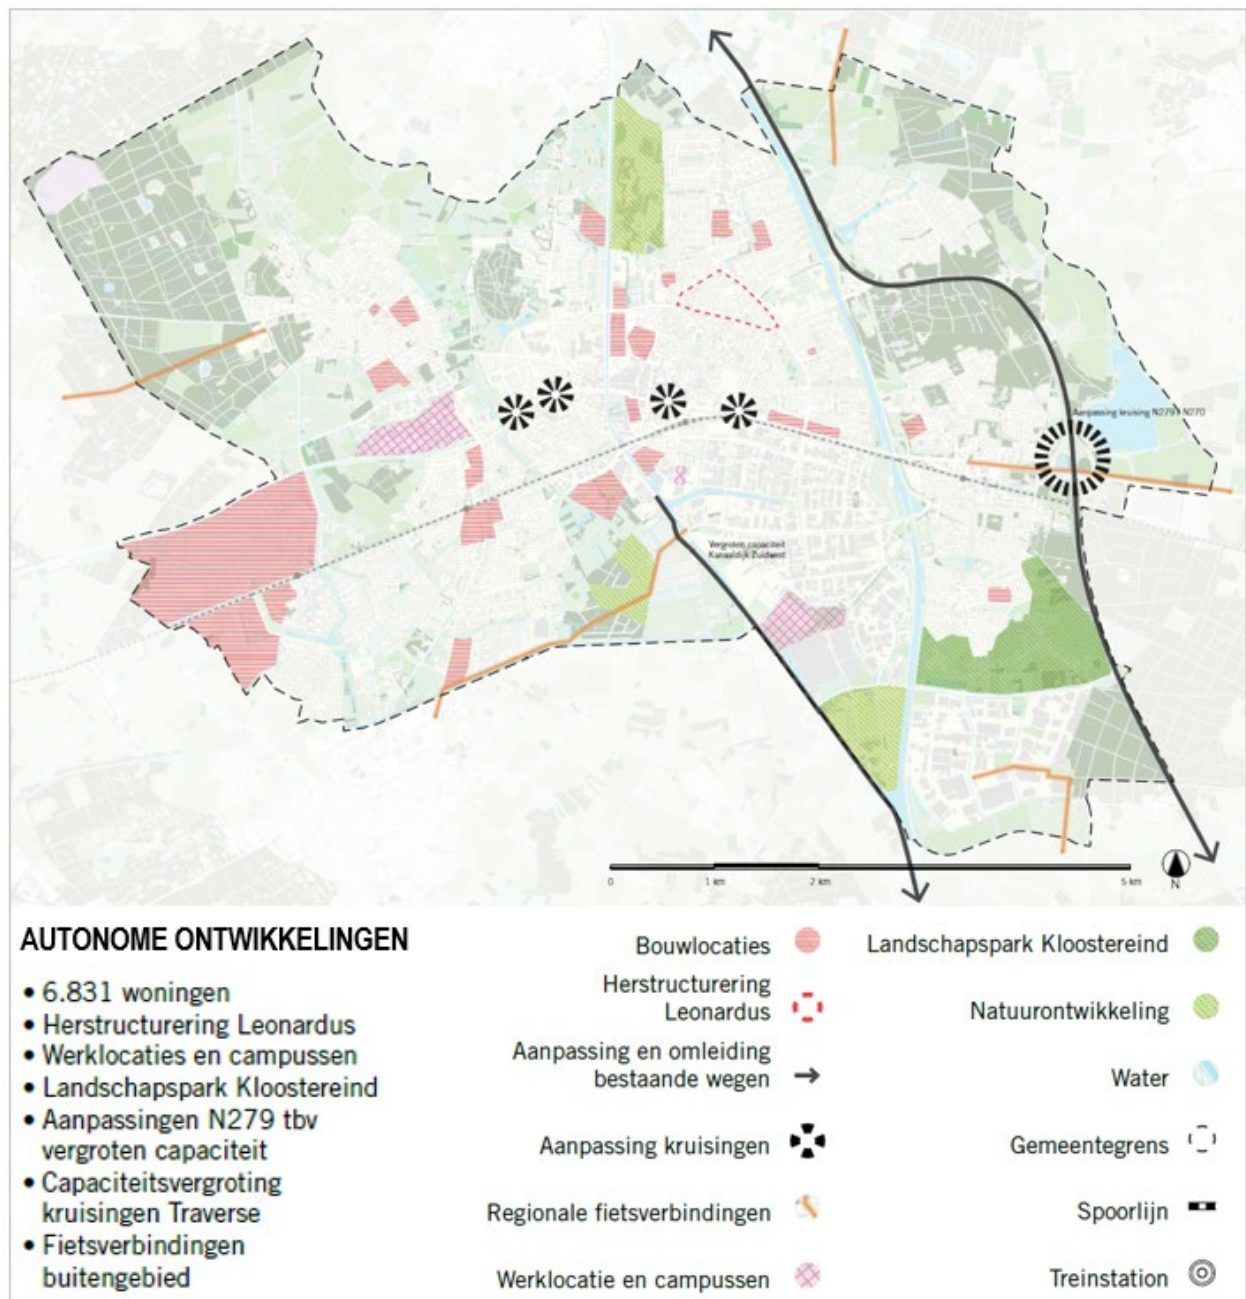 Aanpassing kruising N279 / N270
Vergroten capaciteit
Kanaaldijk Zuidwest
0
1 km
2 km
5 km
N
AUTONOME ONTWIKKELINGEN
• 6.831 woningen
• Herstructurering Leonardus
• Werklocaties en campussen
• Landschapspark Kloostereind
• Aanpassingen N279 tbv
vergroten capaciteit
• Capaciteitsvergroting
kruisingen Traverse
• Fietsverbindingen
buitengebied
Bouwlocaties
Herstructurering
Leonardus
Aanpassing en omleiding
bestaande wegen
Aanpassing kruisingen
Regionale fietsverbindingen
Werklocatie en campussen
Landschapspark Kloostereind
Natuurontwikkeling
Water
Gemeentegrens
Spoorlijn
Treinstation